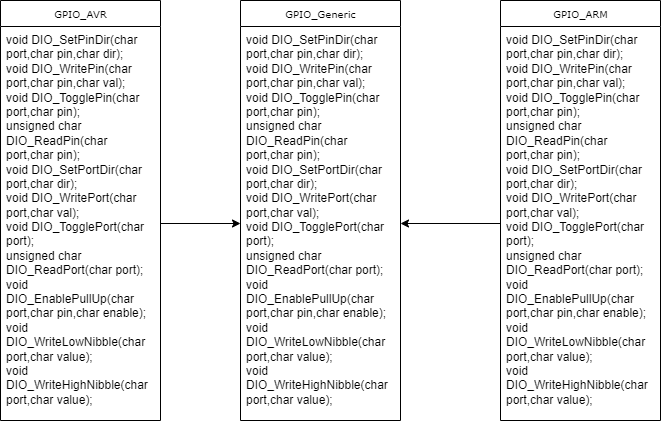 GPIO_AVR
void DIO_SetPinDir(char
port,char pin,char dir);
void DIO_WritePin(char
port,char pin,char val);
void DIO_TogglePin(char
port,char pin);
unsigned char
DIO_ReadPin(char
port,char pin);
void DIO_SetPortDir(char
port,char dir);
void DIO_WritePort(char
port,char val);
void DIO_TogglePort(char
port);
unsigned char
DIO_ReadPort(char port);
void
DIO_EnablePullUp(char
port,char pin,char enable);
void
DIO_WriteLowNibble(char
port,char value);
void
DIO_WriteHighNibble(char
port,char value);
GPIO_Generic
void DIO_SetPinDir(char
port,char pin,char dir);
void DIO_WritePin(char
port,char pin,char val);
void DIO_TogglePin(char
port,char pin);
unsigned char
DIO_ReadPin(char
port,char pin);
void DIO_SetPortDir(char
port,char dir);
void DIO_WritePort(char
port,char val);
void DIO_TogglePort(char
port);
unsigned char
DIO_ReadPort(char port);
void
DIO_EnablePullUp(char
port,char pin,char enable);
void
DIO_WriteLowNibble(char
port,char value);
void
DIO_WriteHighNibble(char
port,char value);
GPIO_ARM
void DIO_SetPinDir(char
port,char pin,char dir);
void DIO_WritePin(char
port,char pin,char val);
void DIO_TogglePin(char
port,char pin);
unsigned char
DIO_ReadPin(char
port,char pin);
void DIO_SetPortDir(char
port,char dir);
void DIO_WritePort(char
port,char val);
void DIO_TogglePort(char
port);
unsigned char
DIO_ReadPort(char port);
void
DIO_EnablePullUp(char
port,char pin,char enable);
void
DIO_WriteLowNibble(char
port,char value);
void
DIO_WriteHighNibble(char
port,char value);